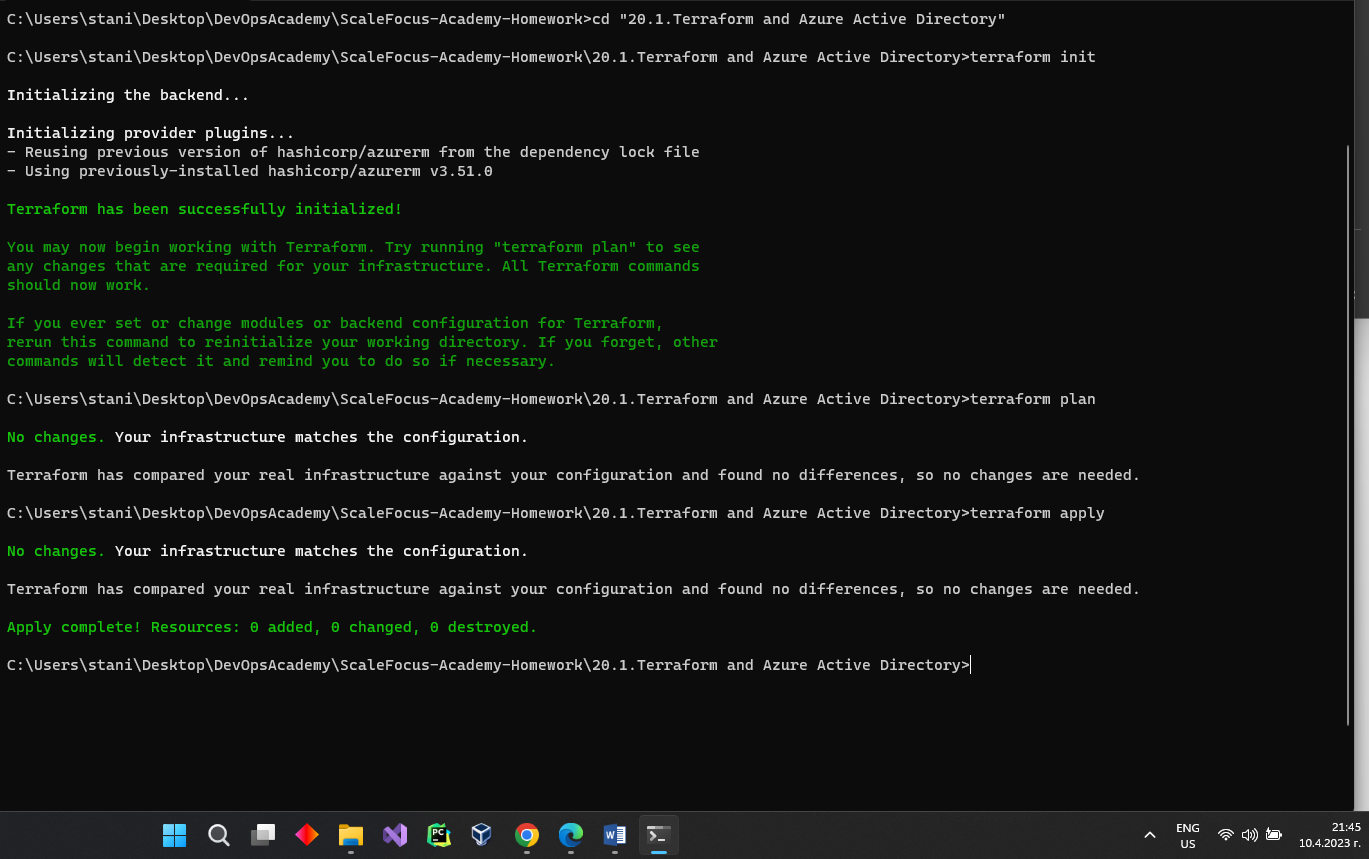 C:\Users\stani\Desktop\DevOpsAcademy\ScaleFocus-Academy-Homework>cd "20.1.Terraform and Azure Active Directory"
C:\Users\stani\Desktop\DevOpsAcademy\ScaleFocus-Academy-Homework\20.1.Terraform and Azure Active Directory>terraform init
Initializing the backend...
Initializing provider plugins...
- Reusing previous version of hashicorp/azurerm from the dependency lock file
- Using previously-installed hashicorp/azurerm v3.51.0
Terraform has been successfully initialized!
You may now begin working with Terraform. Try running "terraform plan" to see
any changes that are required for your infrastructure. All Terraform commands
should now work.
If you ever set or change modules or backend configuration for Terraform,
rerun this command to reinitialize your working directory. If you forget, other
commands will detect it and remind you to do so if necessary.
C:\Users\stani\Desktop\DevOpsAcademy\ScaleFocus-Academy-Homework\20.1.Terraform and Azure Active Directory>terraform plan
No changes. Your infrastructure matches the configuration.
Terraform has compared your real infrastructure against your configuration and found no differences, so no changes are needed.
C:\Users\stani\Desktop\DevOpsAcademy\ScaleFocus-Academy-Homework\20.1.Terraform and Azure Active Directory>terraform apply
No changes. Your infrastructure matches the configuration.
Terraform has compared your real infrastructure against your configuration and found no differences, so no changes are needed.
Apply complete! Resources: 0 added, 0 changed, 0 destroyed.
C:\Users\stani\Desktop\DevOpsAcademy\ScaleFocus-Academy-Homework\20.1.Terraform and Azure Active Directory>
PC
W
ENG
US
21:45
10.4.2023 г.